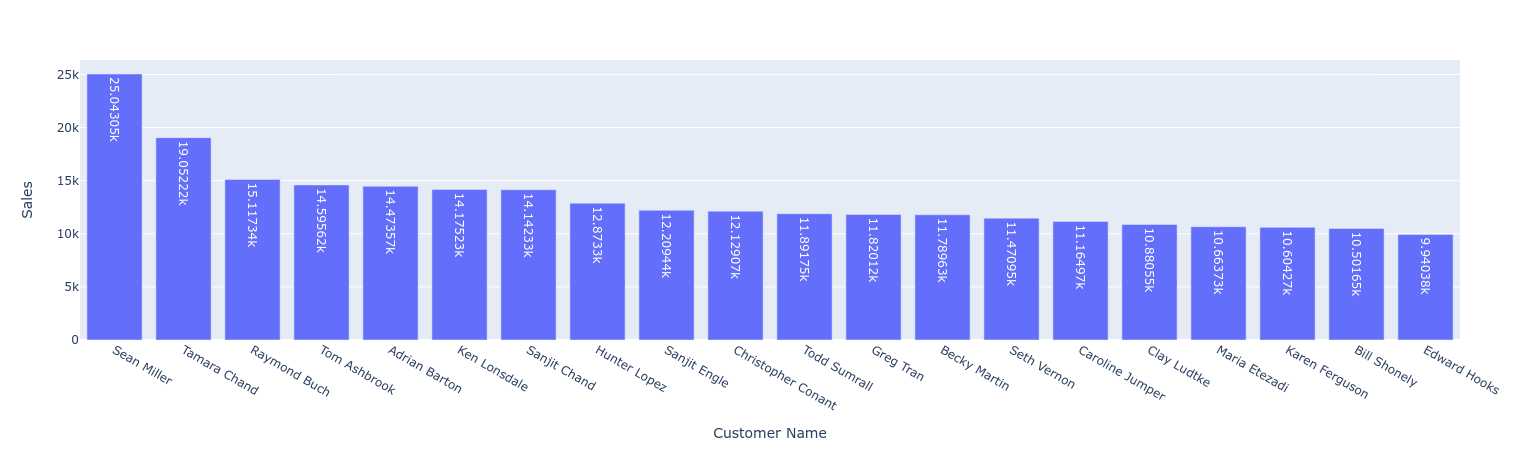 25k
20k
15k
10k
5k
0
Sales
25.04305k
19.05222k
15.11734k
14.59562k
14.47357k
14.17523k
14.14233k
12.8733k
12.20944k
12.12907k
11.89175k
11.82012k
11.78963k
11.47095k
11.16497k
10.88055k
10.66373k
10.60427k
10.50165k
9.94038k
Sean Miller
Tamara Chand
Raymond Buch
Tom Ashbrook
Adrian Barton
Ken Lonsdale
Sanjit Chand
Hunter Lopez
Sanjit Engle
Christopher Conant
Todd Sumrall
Greg Tran
Becky Martin
Seth Vernon
Caroline Jumper
Clay Ludtke
Maria Etezadi
Karen Ferguson
Bill Shonely
Edward Hooks
Customer Name